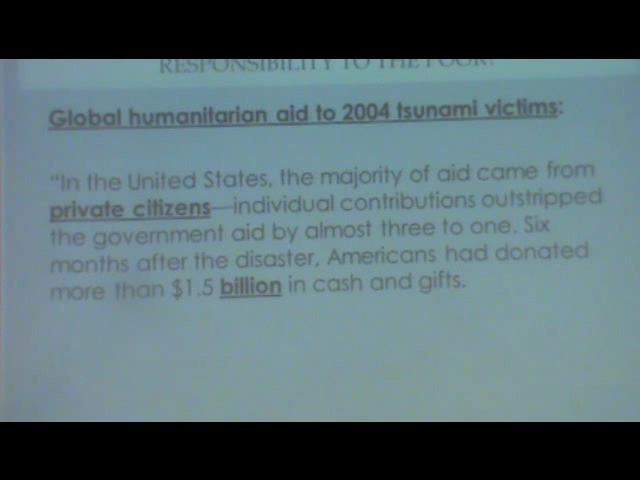 RESPONSIBILITY TO THE POOR:
Global humanitarian aid to 2004 tsunami victims:
"In the United States, the majority of aid came from
private citizens—individual contributions outstripped
the government aid by almost three to one. Six
months after the disaster, Americans had donated
more than $1.5 billion in cash and gifts.